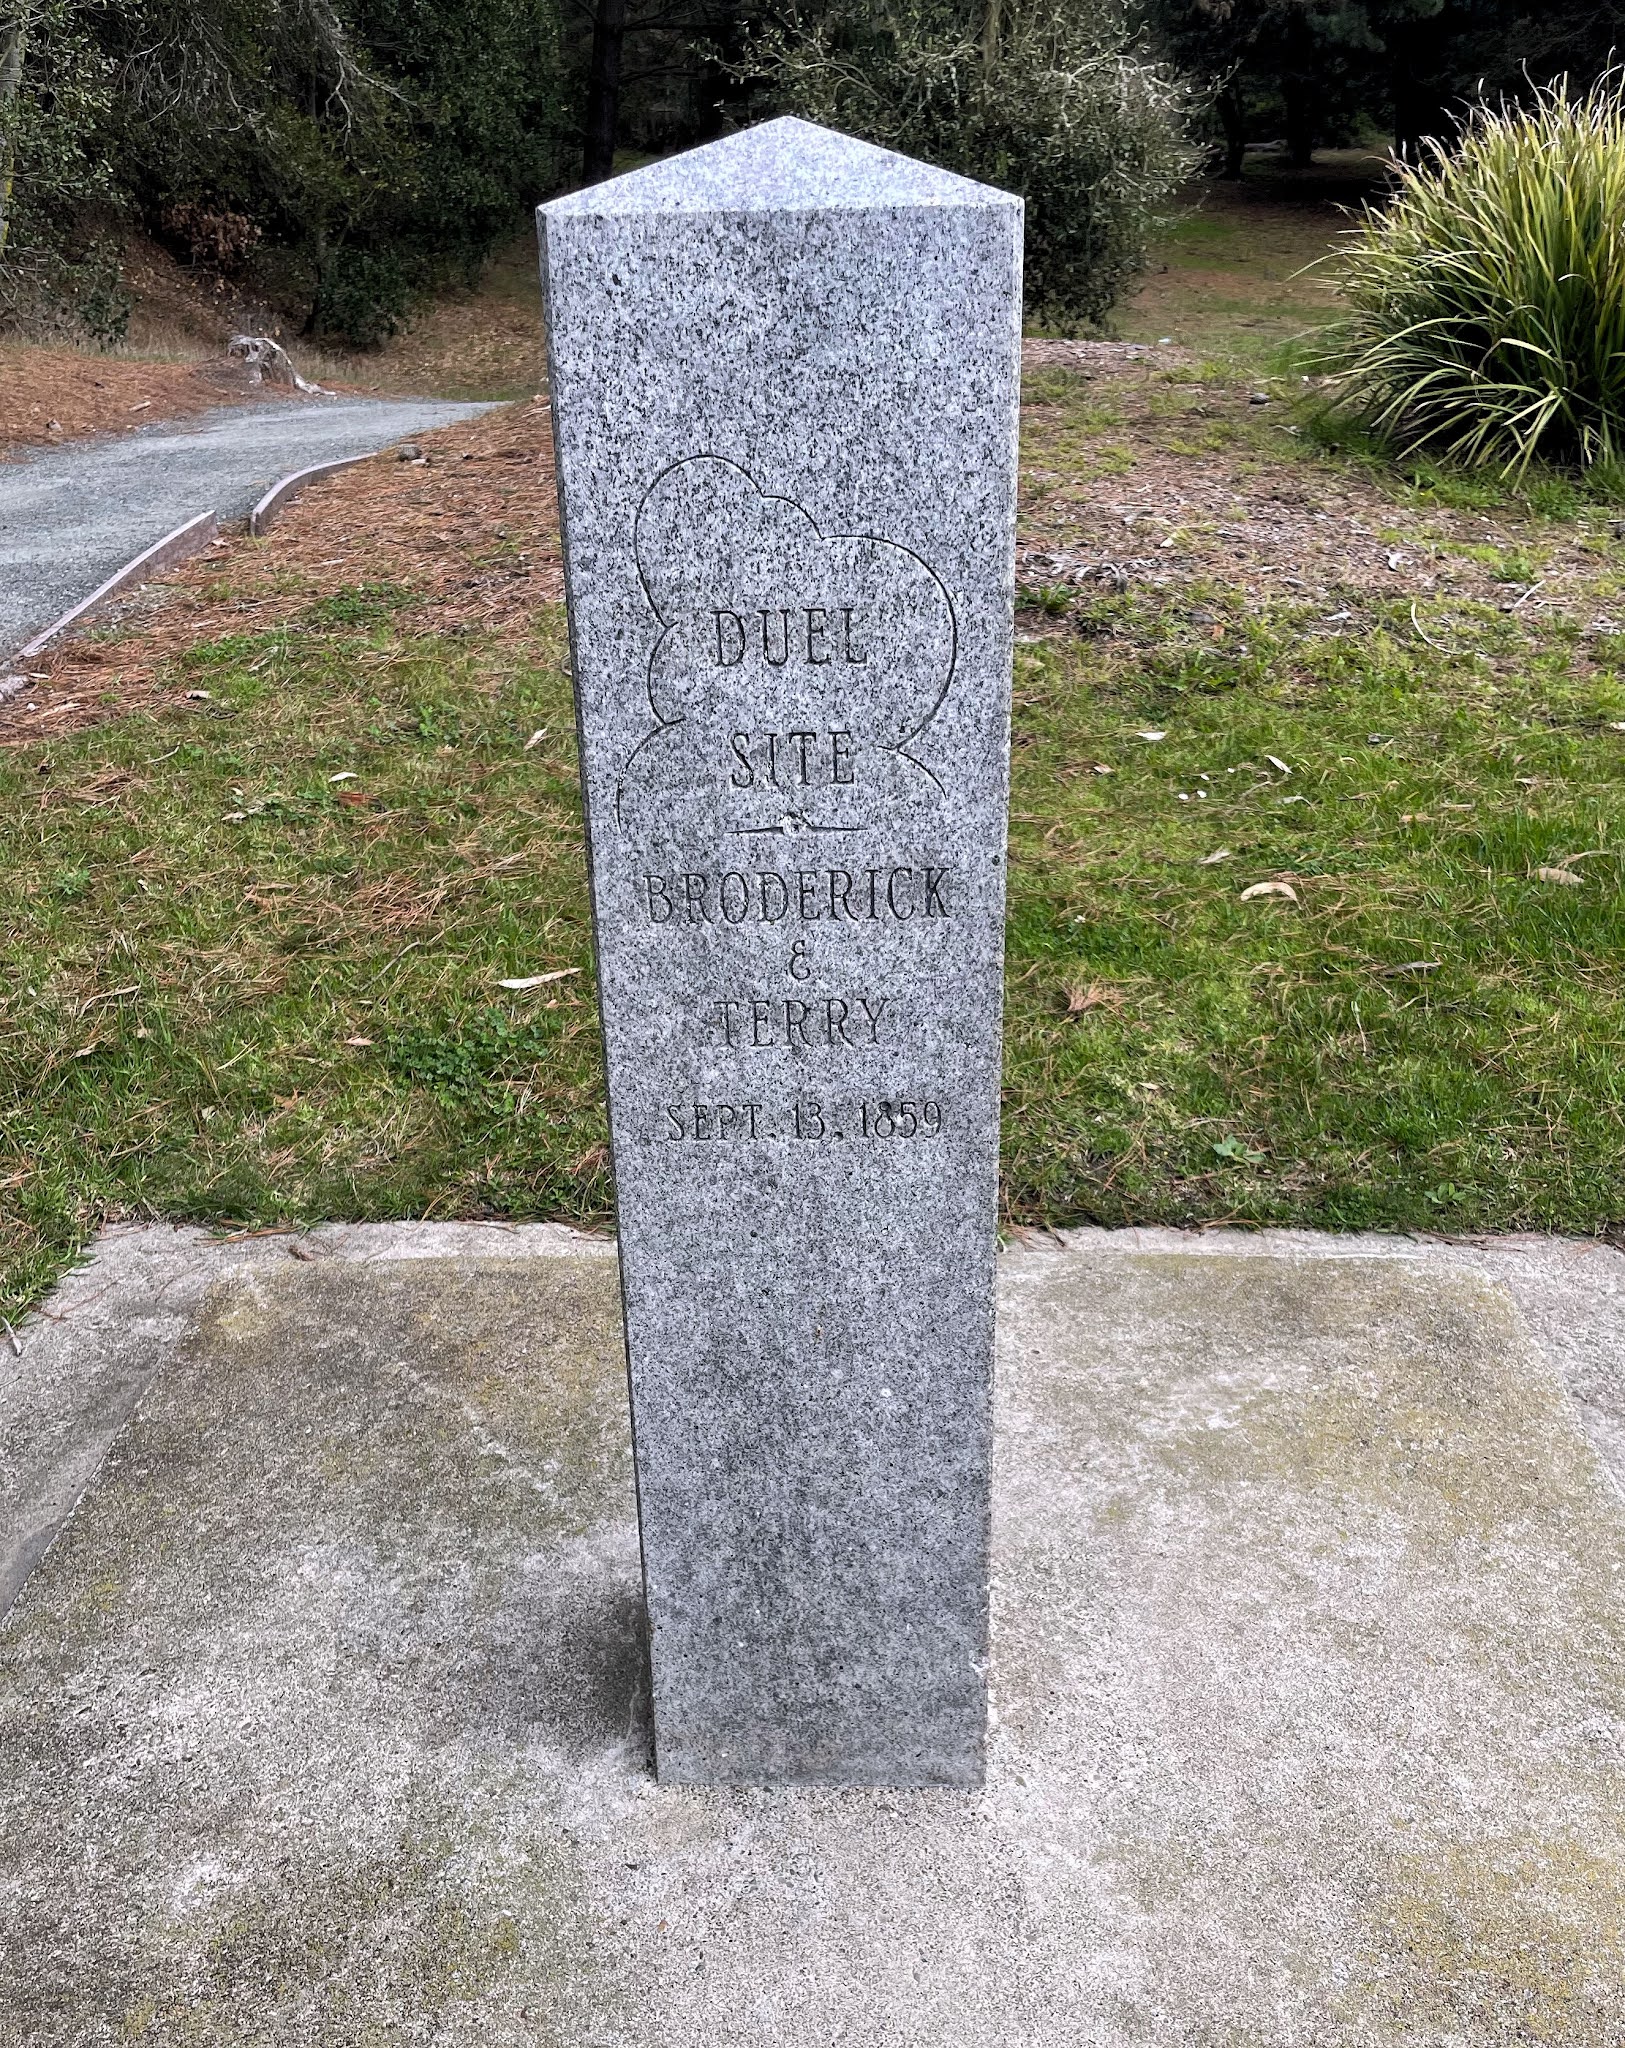 DUEL
SITE
BRODERICK
&
TERRY
SEPT. 13, 1859